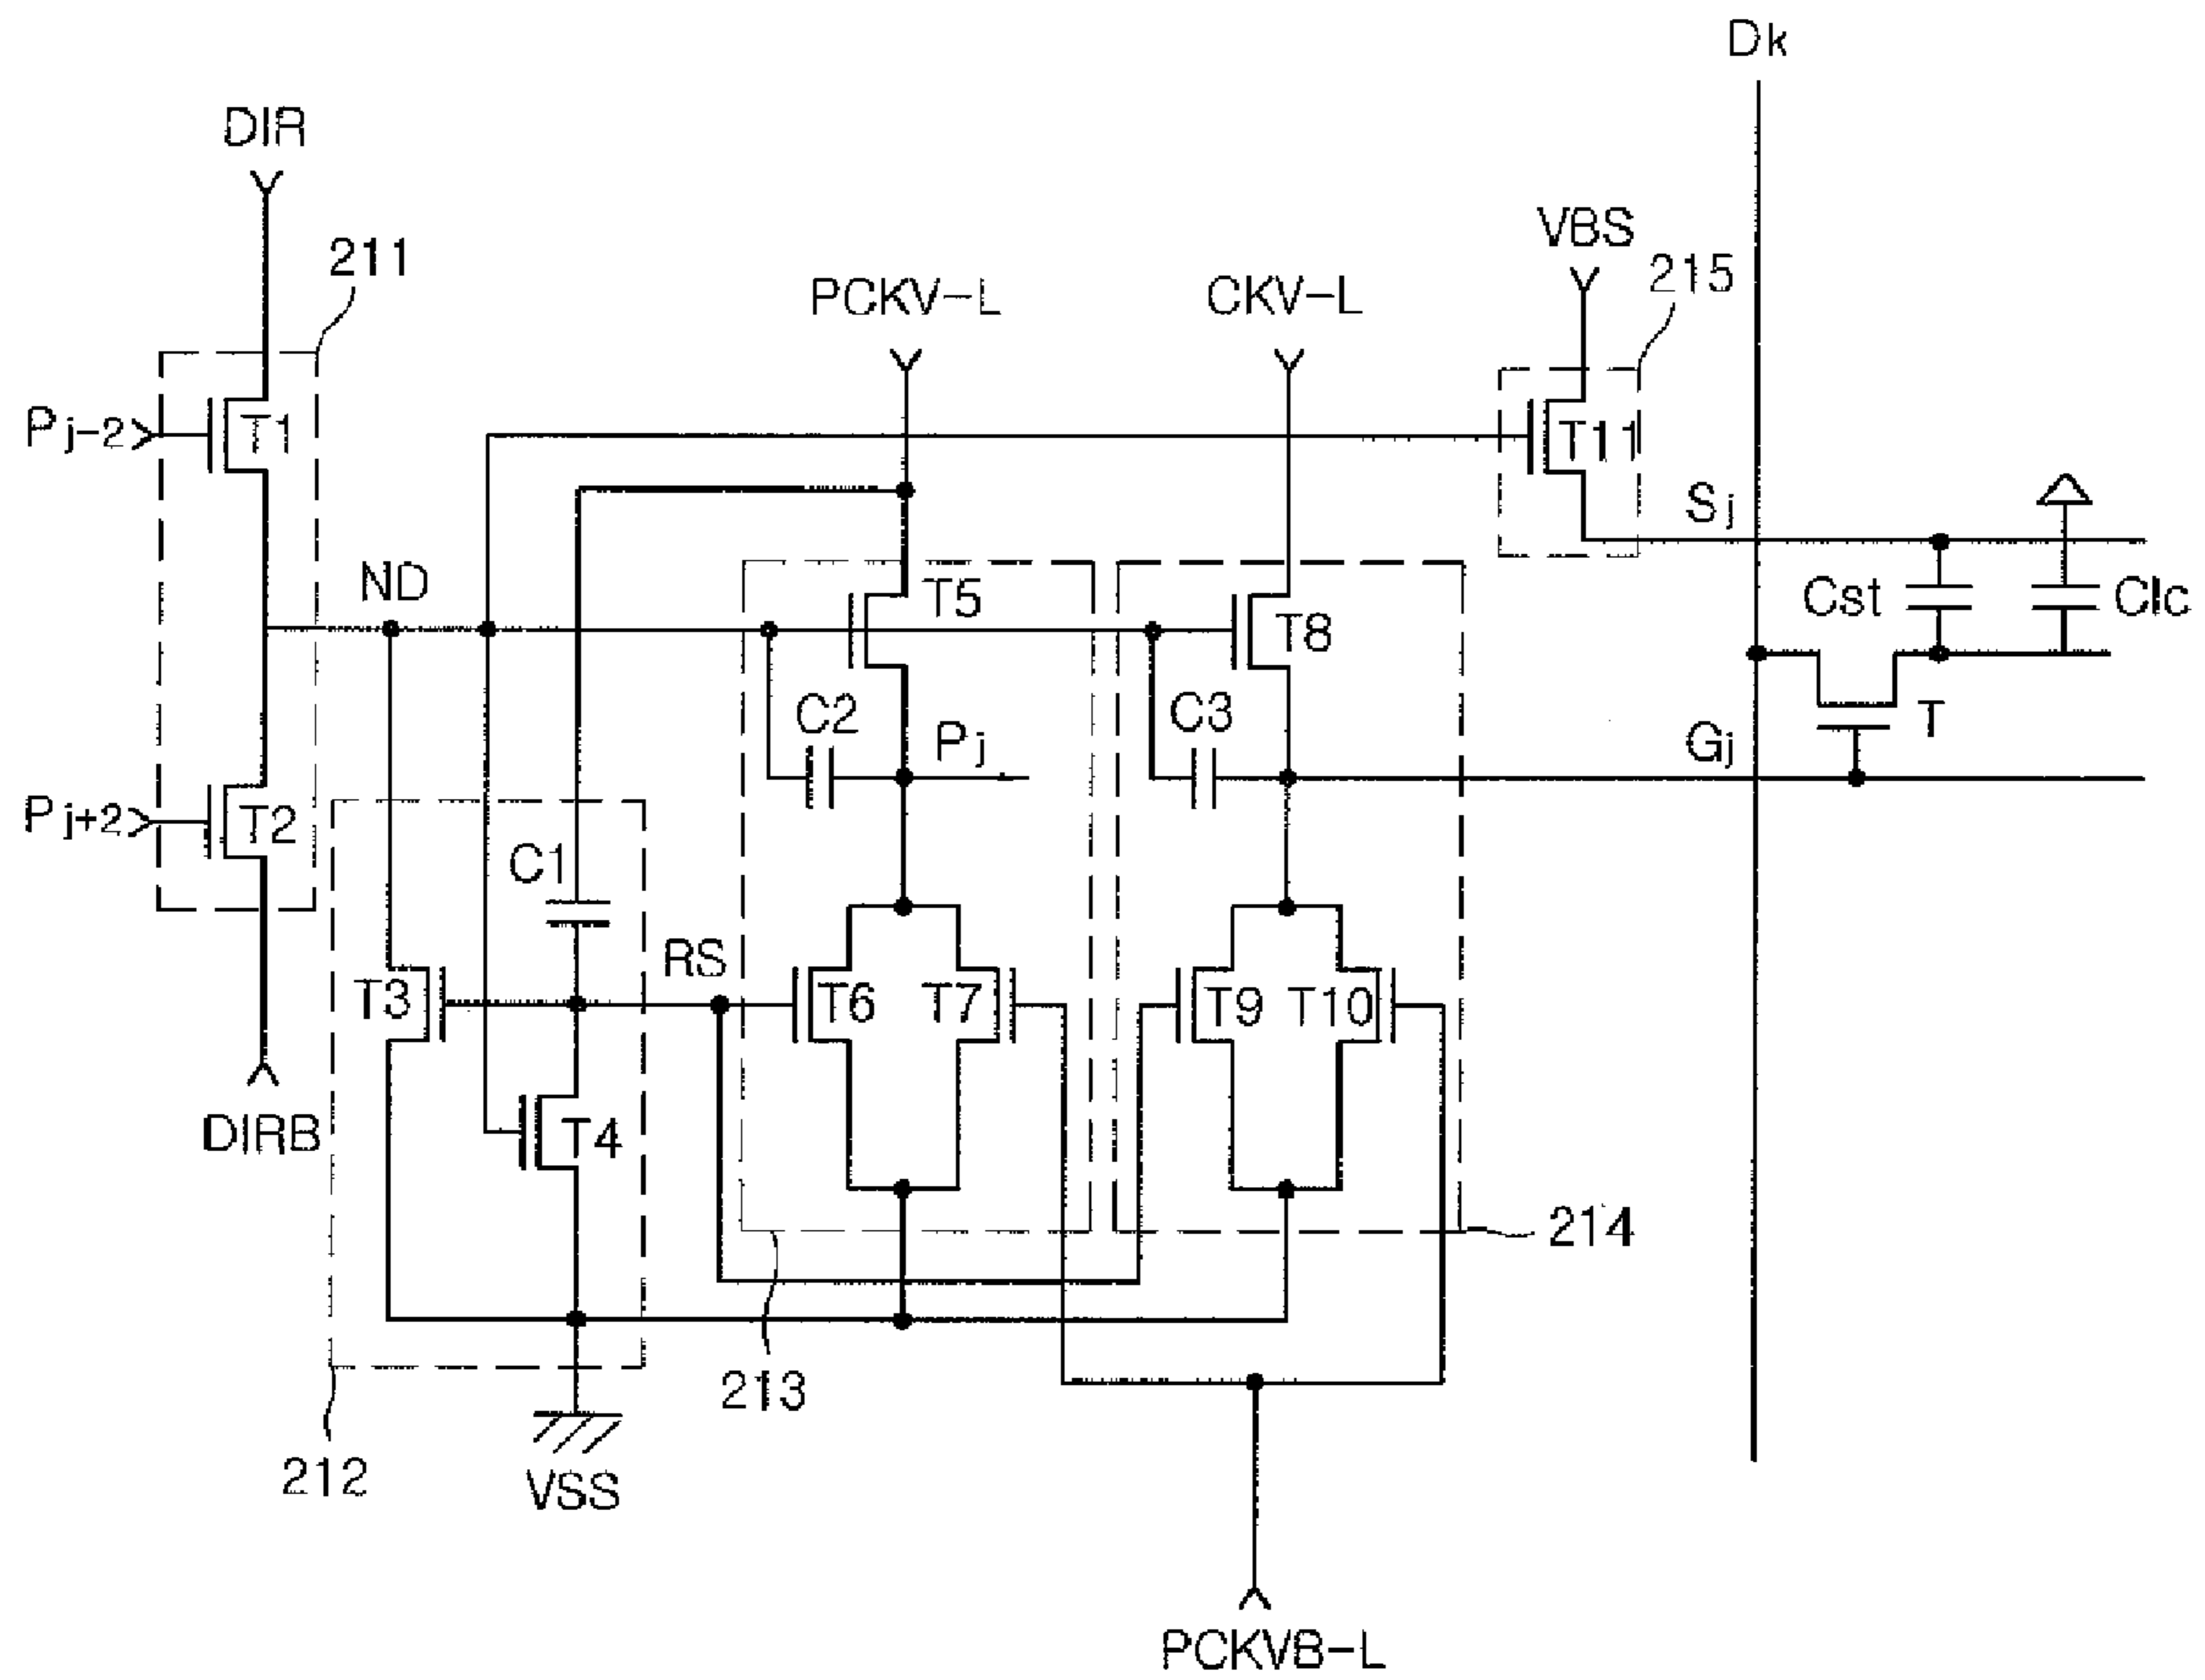 Dk
DIR
VBS
211
215
PCKV-L
CKV-L
Pj-2
T1
T11
Sj
ND
T5
T8
Cst
Clc
C2
Pj
C3
Gj
T
Pj+2
T2
C1
RS
T3
T6
T7
T9
T10
DIRB
T4
214
213
212
VSS
PCKVB-L